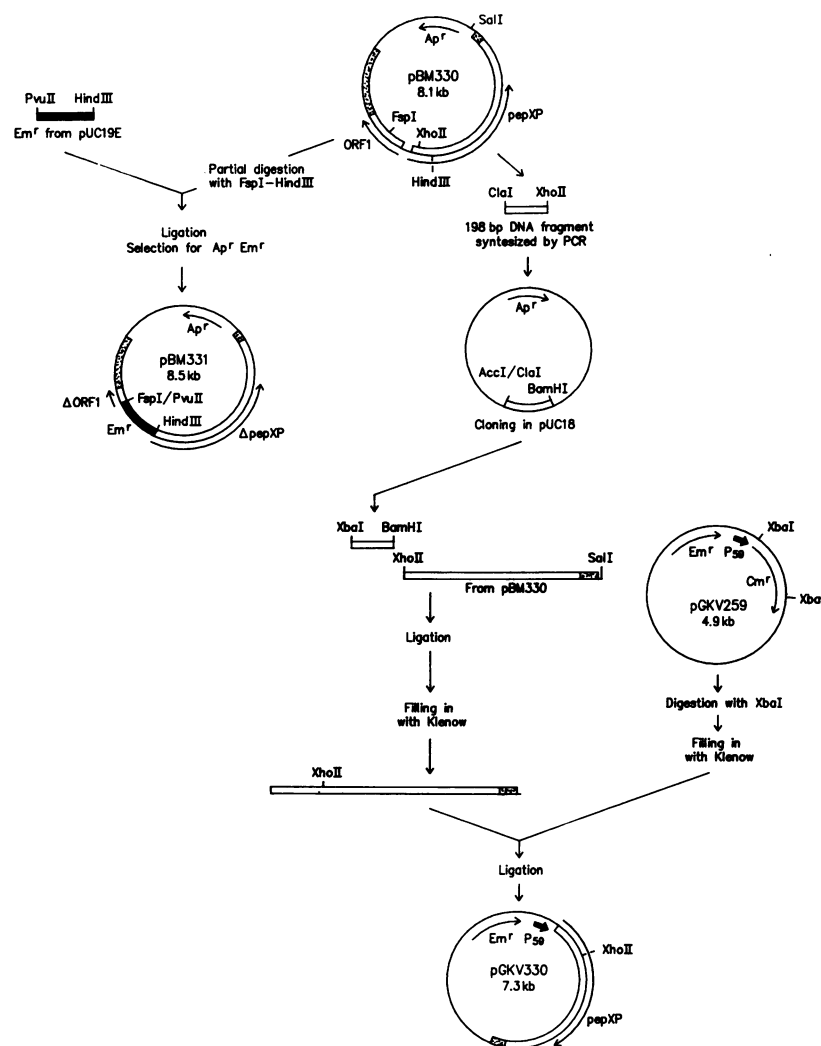 SalI
Apʳ
pBM330
8.1 kb
PvuII HindIII
Emʳ from pUC19E
FspI
XhoII
pepXP
ORF1
HindIII
Partial digestion
with FspI-HindIII
ClaI XhoII
198 bp DNA fragment
syntesized by PCR
Ligation
Selection for Apʳ Emʳ
Apʳ
AccI/ClaI
BamHI
Cloning in pUC18
Apʳ
pBM331
8.5 kb
ΔORF1
FspI/PvuII
HindIII
Emʳ
ΔpepXP
XbaI BamHI
XhoII SalI
From pBM330
Ligation
Filling in
with Klenow
XhoII
XbaI
Emʳ P₅₉
Cmʳ
Xba
pGKV259
4.9 kb
Digestion with XbaI
Filling in
with Klenow
Ligation
Emʳ P₅₉
XhoII
pGKV330
7.3 kb
pepXP